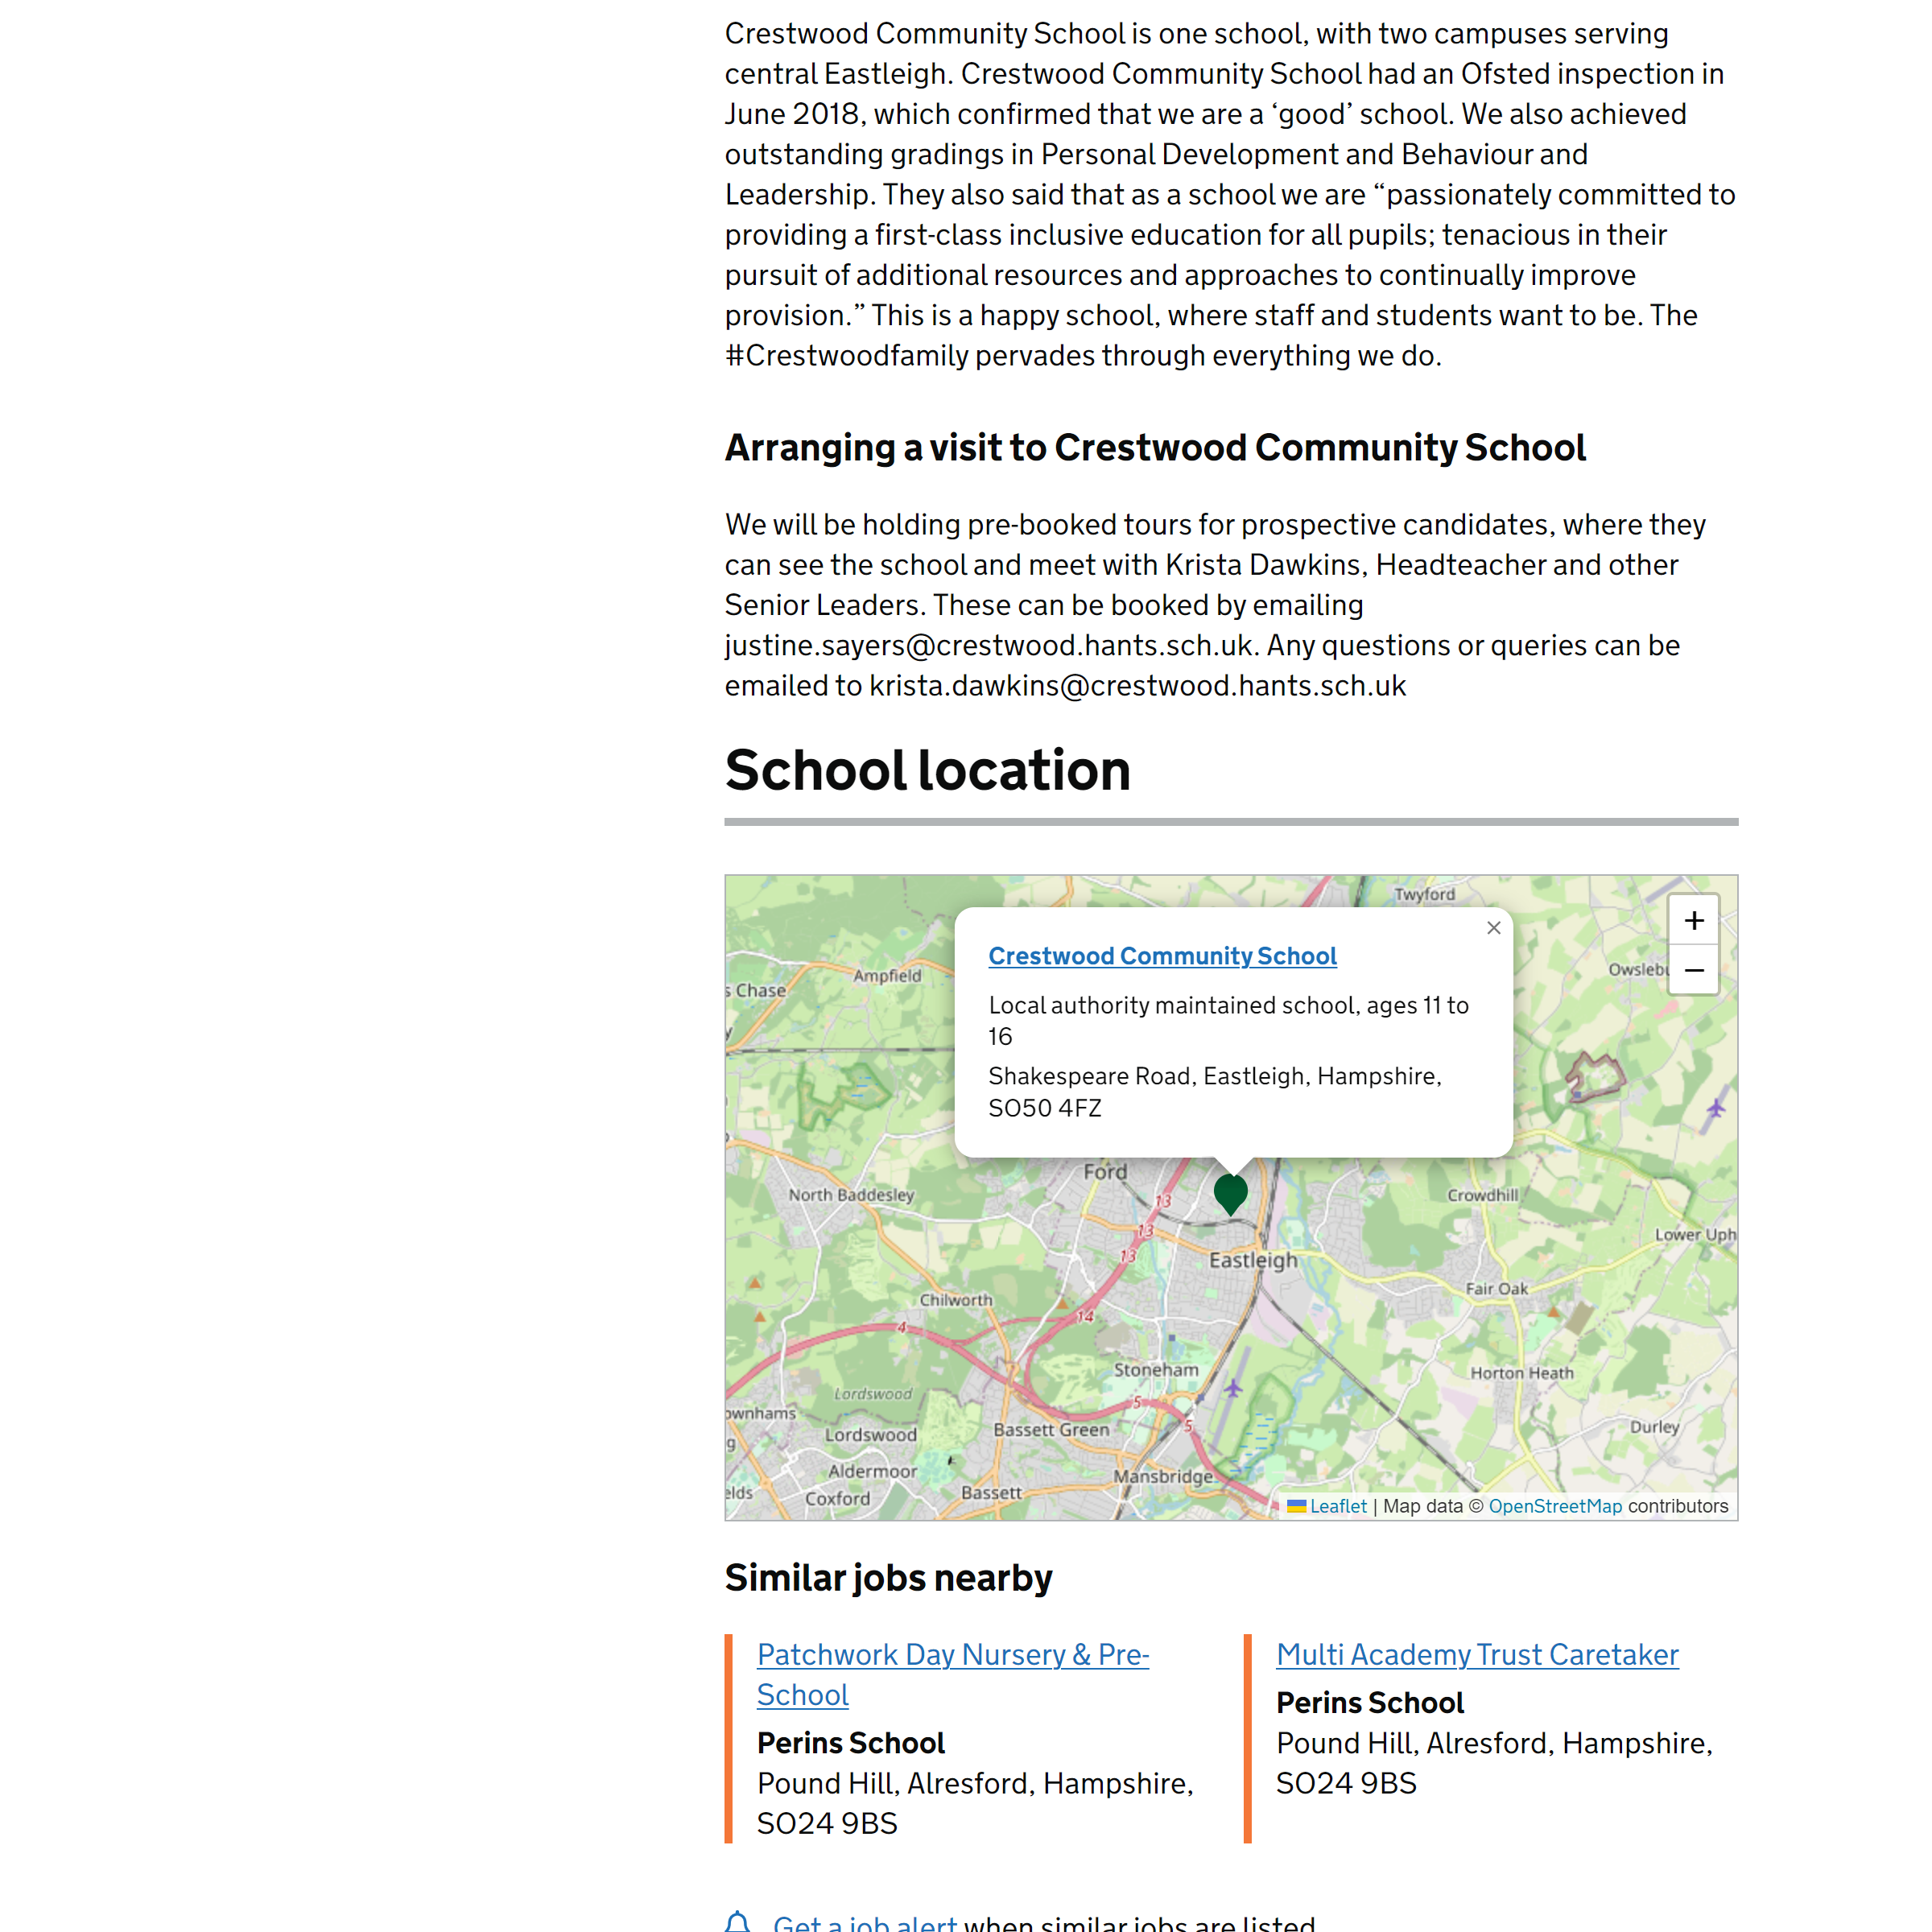 Crestwood Community School is one school, with two campuses serving
central Eastleigh. Crestwood Community School had an Ofsted inspection in
June 2018, which confirmed that we are a ‘good’ school. We also achieved
outstanding gradings in Personal Development and Behaviour and
Leadership. They also said that as a school we are “passionately committed to
providing a first-class inclusive education for all pupils; tenacious in their
pursuit of additional resources and approaches to continually improve
provision.” This is a happy school, where staff and students want to be. The
#Crestwoodfamily pervades through everything we do.
Arranging a visit to Crestwood Community School
We will be holding pre-booked tours for prospective candidates, where they
can see the school and meet with Krista Dawkins, Headteacher and other
Senior Leaders. These can be booked by emailing
justine.sayers@crestwood.hants.sch.uk. Any questions or queries can be
emailed to krista.dawkins@crestwood.hants.sch.uk
School location
Twyford
+
−
×
Crestwood Community School
Local authority maintained school, ages 11 to
16
Shakespeare Road, Eastleigh, Hampshire,
SO50 4FZ
Ampfield
Owslebu
s Chase
y
Ford
North Baddesley
13
Crowdhill
13
Lower Uph
13
Eastleigh
Fair Oak
Chilworth
14
4
Stoneham
Horton Heath
Lordswood
5
ownhams
5
Durley
Lordswood
Bassett Green
g
Aldermoor
Mansbridge
elds
Coxford
Bassett
Leaflet | Map data © OpenStreetMap contributors
Similar jobs nearby
Patchwork Day Nursery & Pre-
School
Perins School
Pound Hill, Alresford, Hampshire,
SO24 9BS
Multi Academy Trust Caretaker
Perins School
Pound Hill, Alresford, Hampshire,
SO24 9BS
Get a job alert when similar jobs are listed